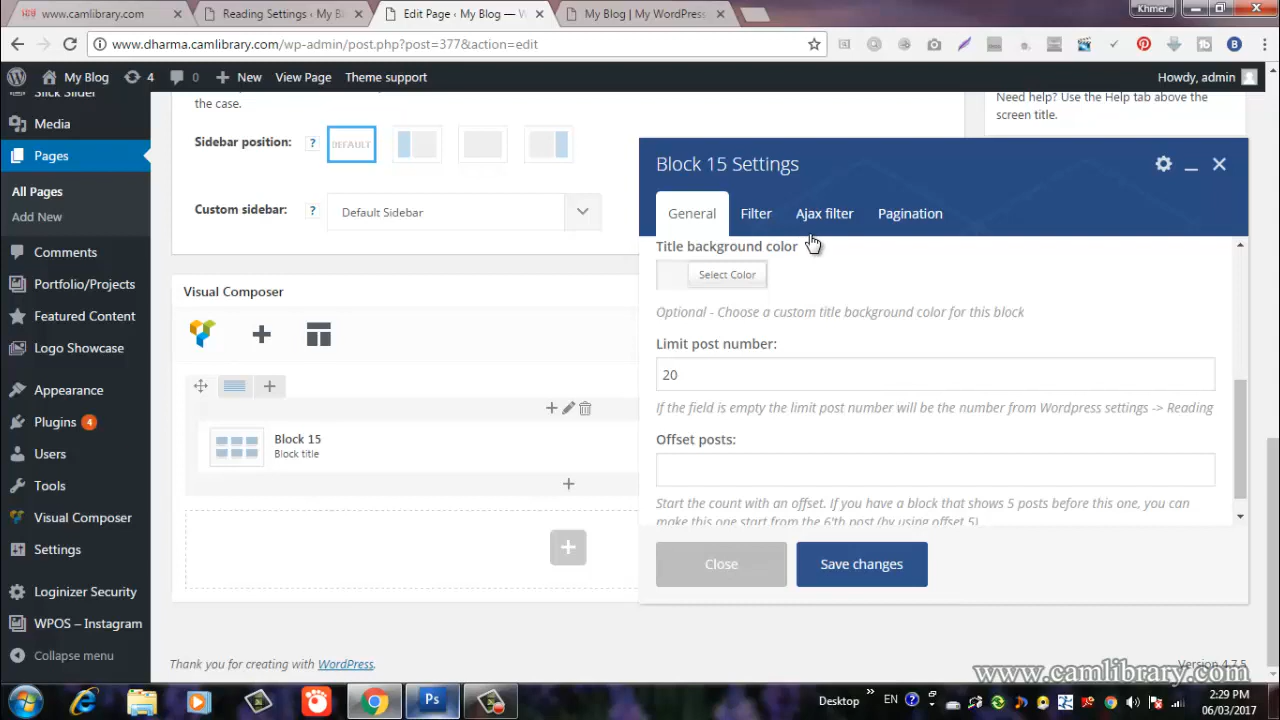 www.camlibrary.com
Reading Settings ‹ My B
Edit Page ‹ My Blog — W
My Blog | My WordPress
Khmer
www.dharma.camlibrary.com/wp-admin/post.php?post=377&action=edit
My Blog
4
0
New
View Page
Theme support
Howdy, admin
Slick Slider
Media
Pages
All Pages
Add New
Comments
Portfolio/Projects
Featured Content
Logo Showcase
Appearance
Plugins 4
Users
Tools
Visual Composer
Settings
Loginizer Security
WPOS – Instagram
Collapse menu
the case.
Sidebar position:
?
DEFAULT
Custom sidebar:
?
Default Sidebar
Visual Composer
Block 15
Block title
Thank you for creating with WordPress.
Need help? Use the Help tab above the
screen title.
Block 15 Settings
General
Filter
Ajax filter
Pagination
Title background color
Select Color
Optional - Choose a custom title background color for this block
Limit post number:
20
If the field is empty the limit post number will be the number from Wordpress settings -> Reading
Offset posts:
Start the count with an offset. If you have a block that shows 5 posts before this one, you can
make this one start from the 6'th post (by using offset 5)
Close
Save changes
Version 4.7.5
www.camlibrary.com
Desktop
EN
2:29 PM
06/03/2017